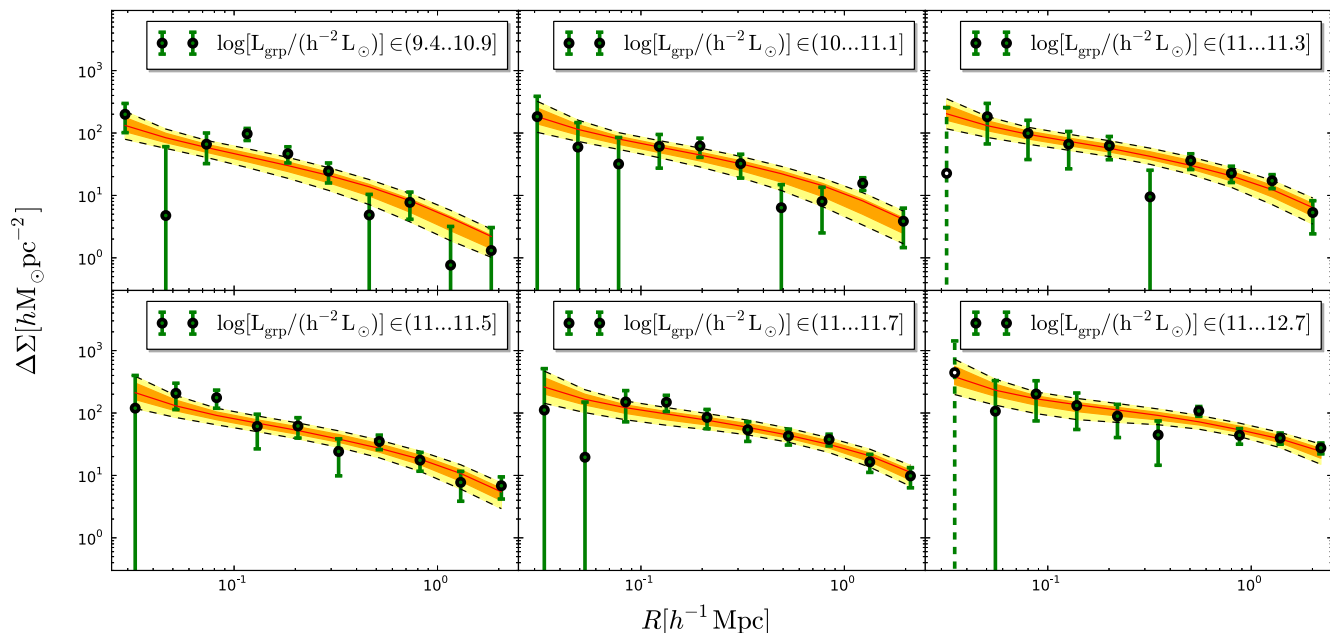 log[L_grp/(h^−2 L_⊙)] ∈(9.4..10.9]
log[L_grp/(h^−2 L_⊙)] ∈(10...11.1]
log[L_grp/(h^−2 L_⊙)] ∈(11...11.3]
10^3
10^2
10^1
10^0
ΔΣ[hM_⊙pc^−2]
log[L_grp/(h^−2 L_⊙)] ∈(11...11.5]
log[L_grp/(h^−2 L_⊙)] ∈(11...11.7]
log[L_grp/(h^−2 L_⊙)] ∈(11...12.7]
10^3
10^2
10^1
10^0
10^-1 10^0 10^-1 10^0 10^-1 10^0
R[h^−1 Mpc]